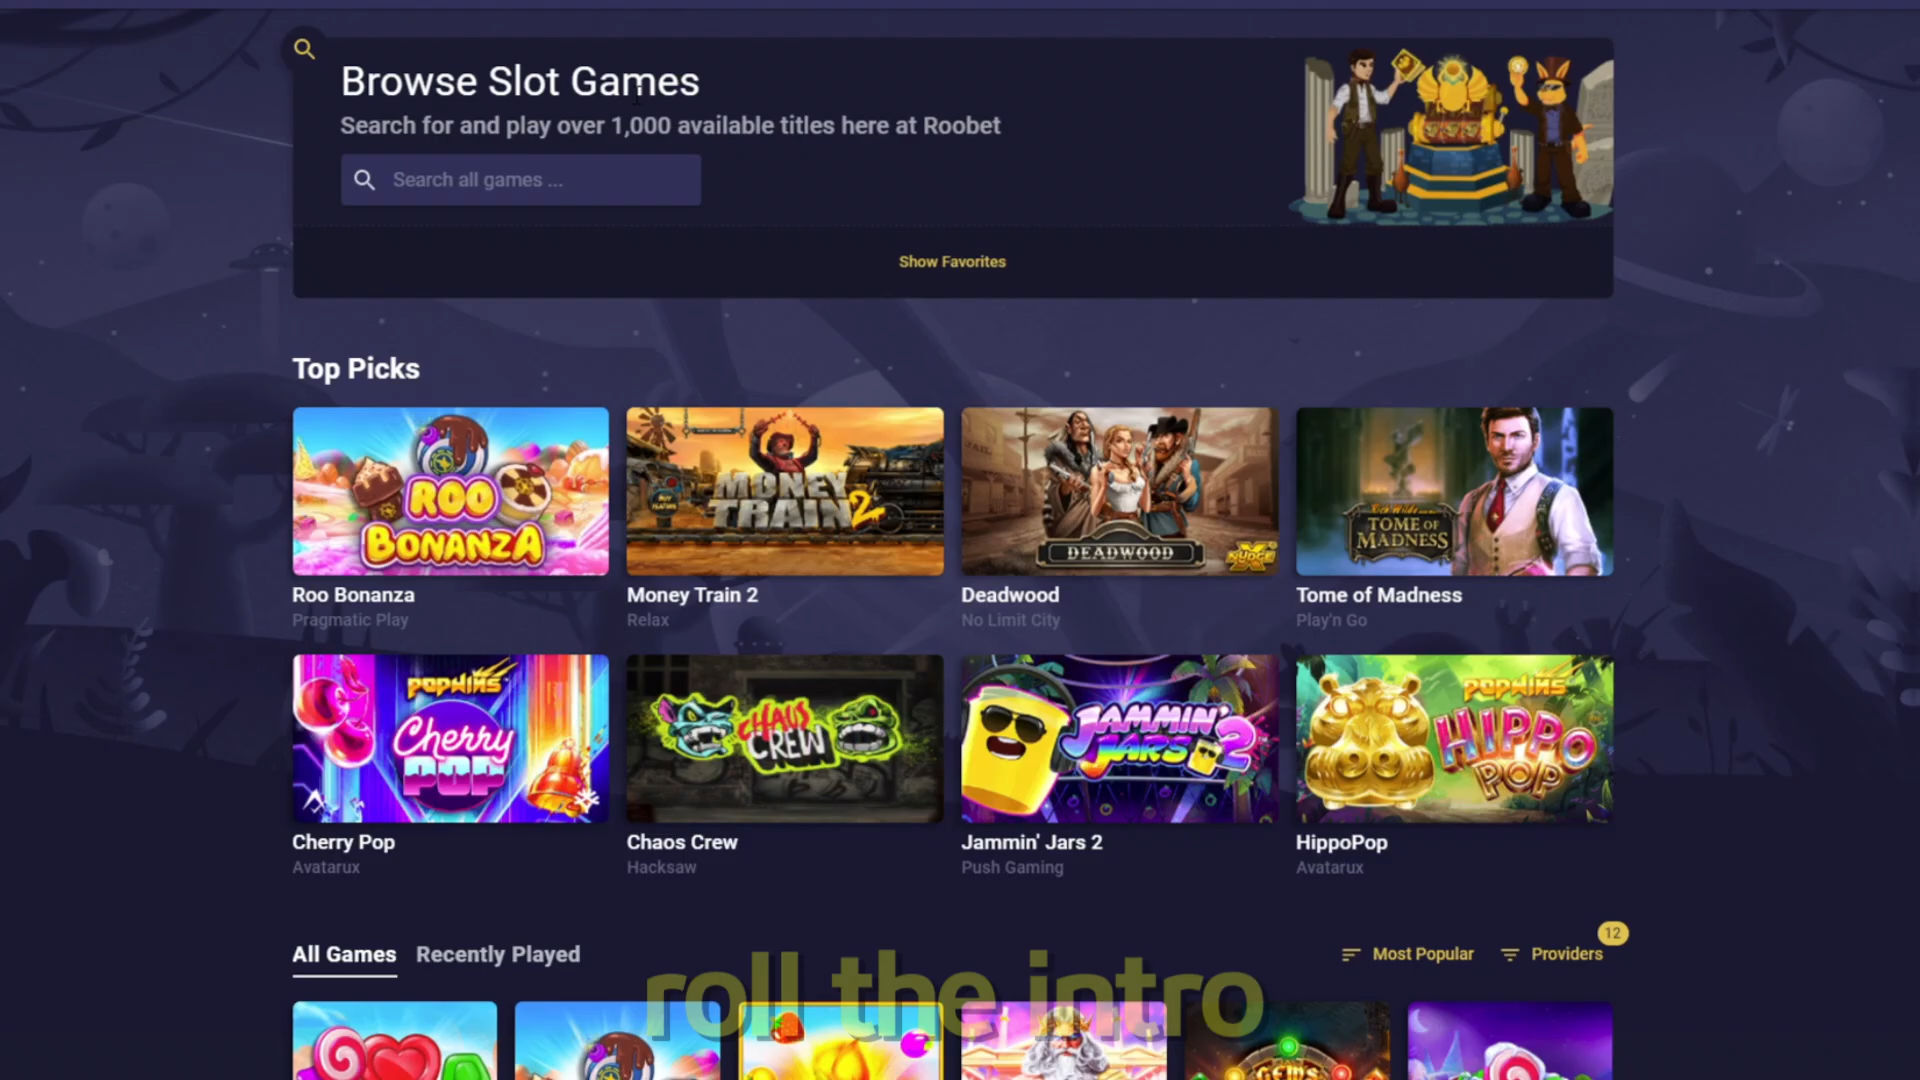 Browse Slot Games
Search for and play over 1,000 available titles here at Roobet
Search all games ...
Show Favorites
Top Picks
ROO
BONANZA
MONEY
TRAIN 2
DEADWOOD
NUDGE
Rich Wilde
TOME OF
MADNESS
Roo Bonanza
Pragmatic Play
Money Train 2
Relax
Deadwood
No Limit City
Tome of Madness
Play'n Go
POPWINS
Cherry
POP
CHAOS
CREW
JAMMIN'
JARS 2
POPWINS
HIPPO
POP
Cherry Pop
Avatarux
Chaos Crew
Hacksaw
Jammin' Jars 2
Push Gaming
HippoPop
Avatarux
All Games
Recently Played
Most Popular
Providers
12
roll the intro
GEMS